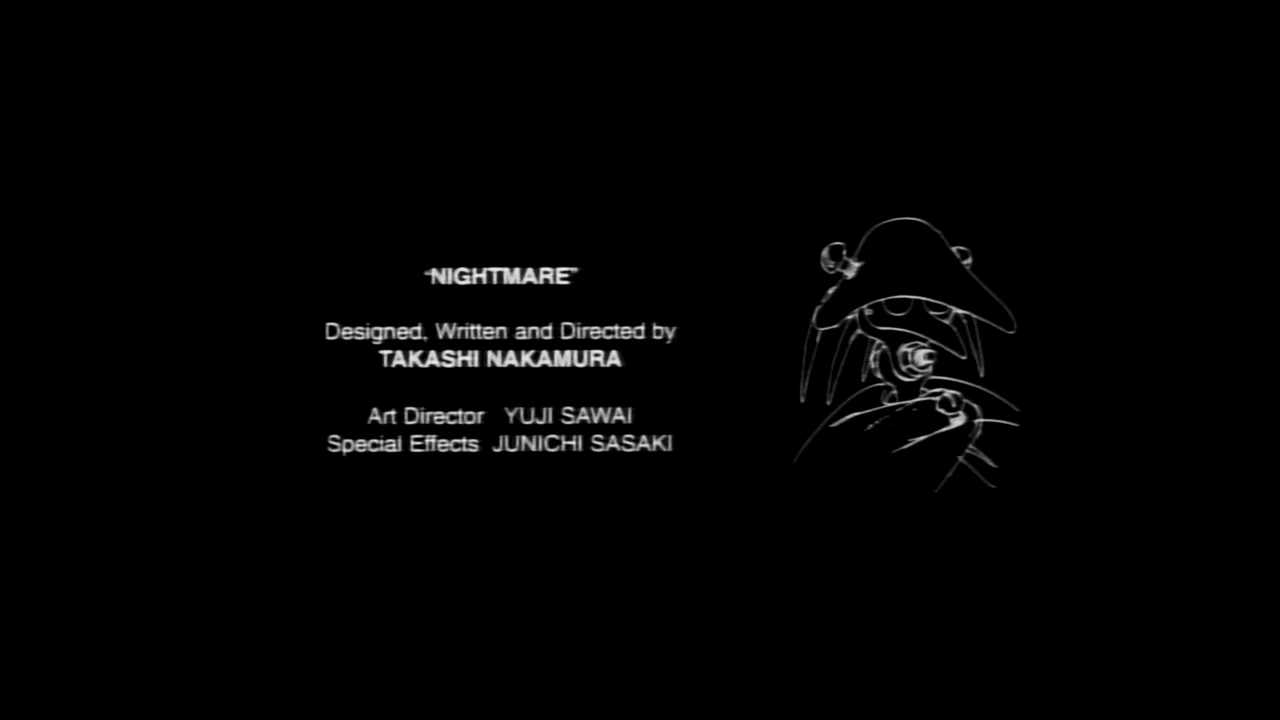 “NIGHTMARE”
Designed, Written and Directed by
TAKASHI NAKAMURA
Art Director YUJI SAWAI
Special Effects JUNICHI SASAKI